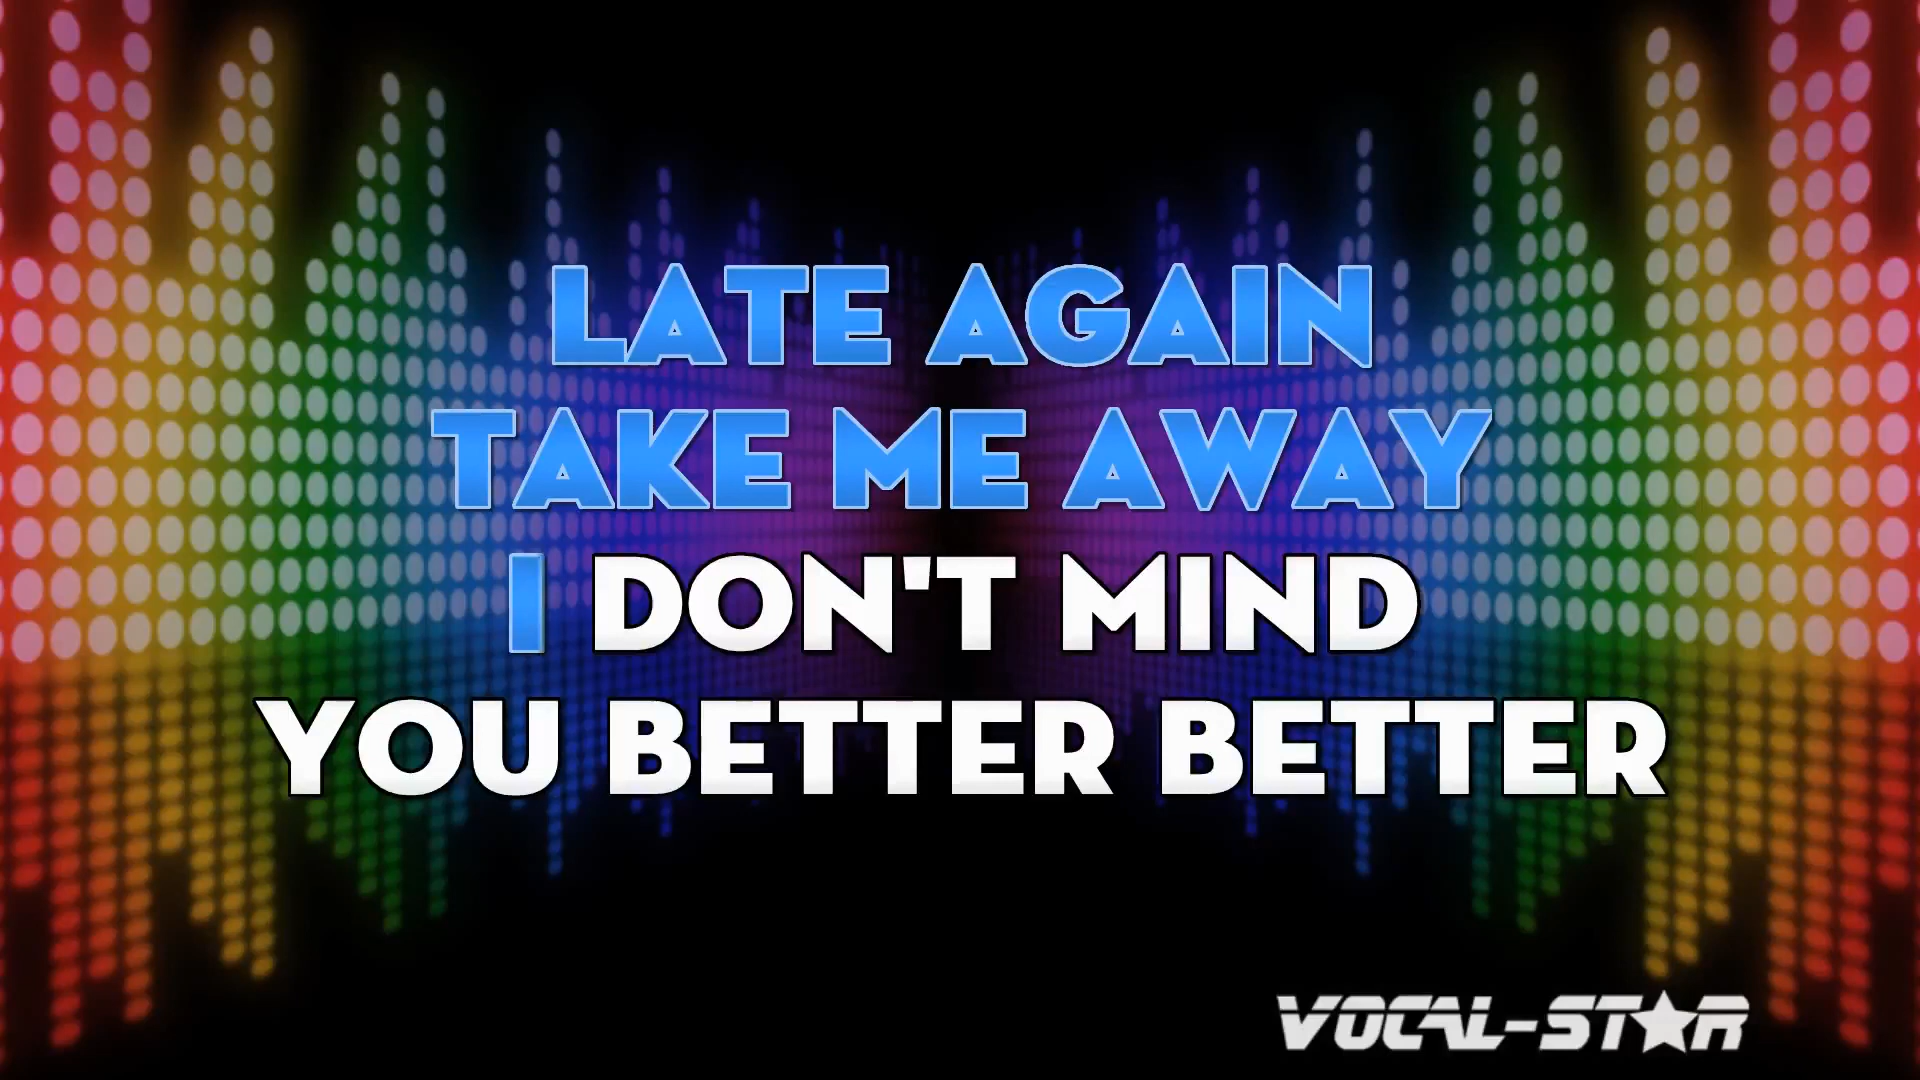 LATE AGAIN
TAKE ME AWAY
I DON'T MIND
YOU BETTER BETTER
VOCAL-STAR